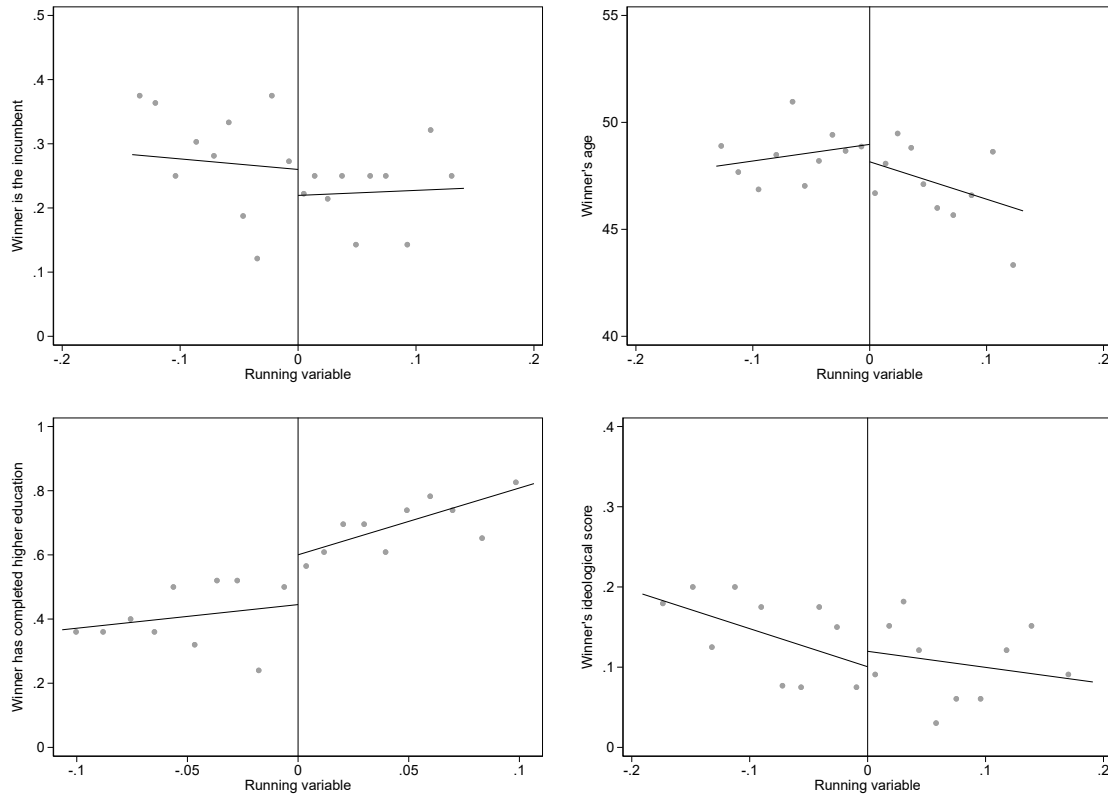 Winner is the incumbent
.5
.4
.3
.2
.1
0
-.2 -.1 0 .1 .2
Running variable
Winner's age
55
50
45
40
-.2 -.1 0 .1 .2
Running variable
Winner has completed higher education
1
.8
.6
.4
.2
0
-.1 -.05 0 .05 .1
Running variable
Winner's ideological score
.4
.3
.2
.1
0
-.2 -.1 0 .1 .2
Running variable